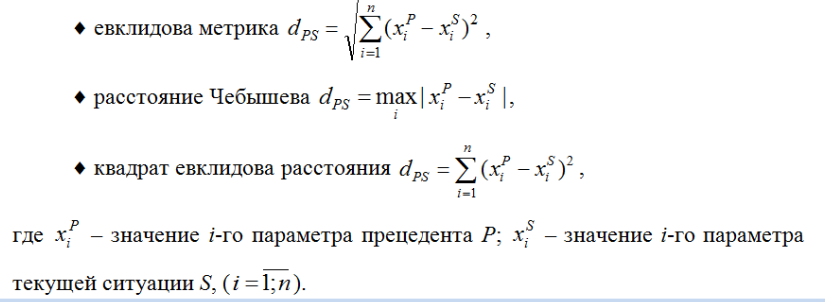 ♦ евклидова метрика $d_{PS} = \sqrt{\sum_{i=1}^{n} (x_i^P - x_i^S)^2}$ ,
♦ расстояние Чебышева $d_{PS} = \max_{i} | x_i^P - x_i^S |$,
♦ квадрат евклидова расстояния $d_{PS} = \sum_{i=1}^{n} (x_i^P - x_i^S)^2$ ,
где $x_i^P$ – значение i-го параметра прецедента P; $x_i^S$ – значение i-го параметра
текущей ситуации S, ($i = \overline{1;n}$).